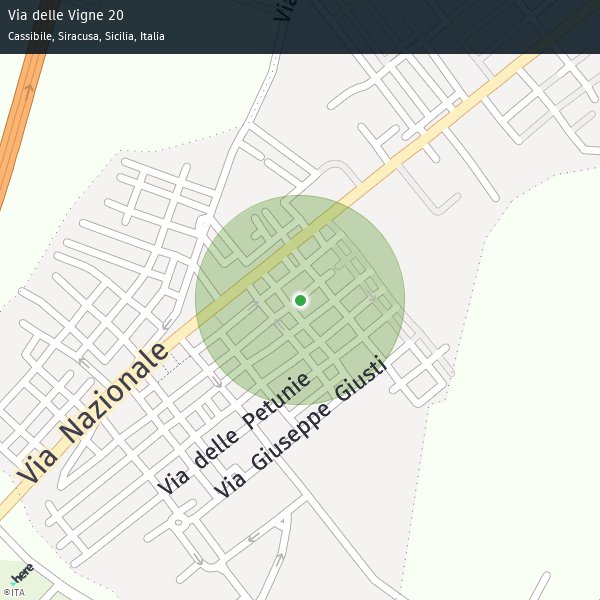 Via delle Vigne 20
Cassibile, Siracusa, Sicilia, Italia
Via
Via Nazionale
Via delle Petunie
Via Giuseppe Giusti
here
©ITA